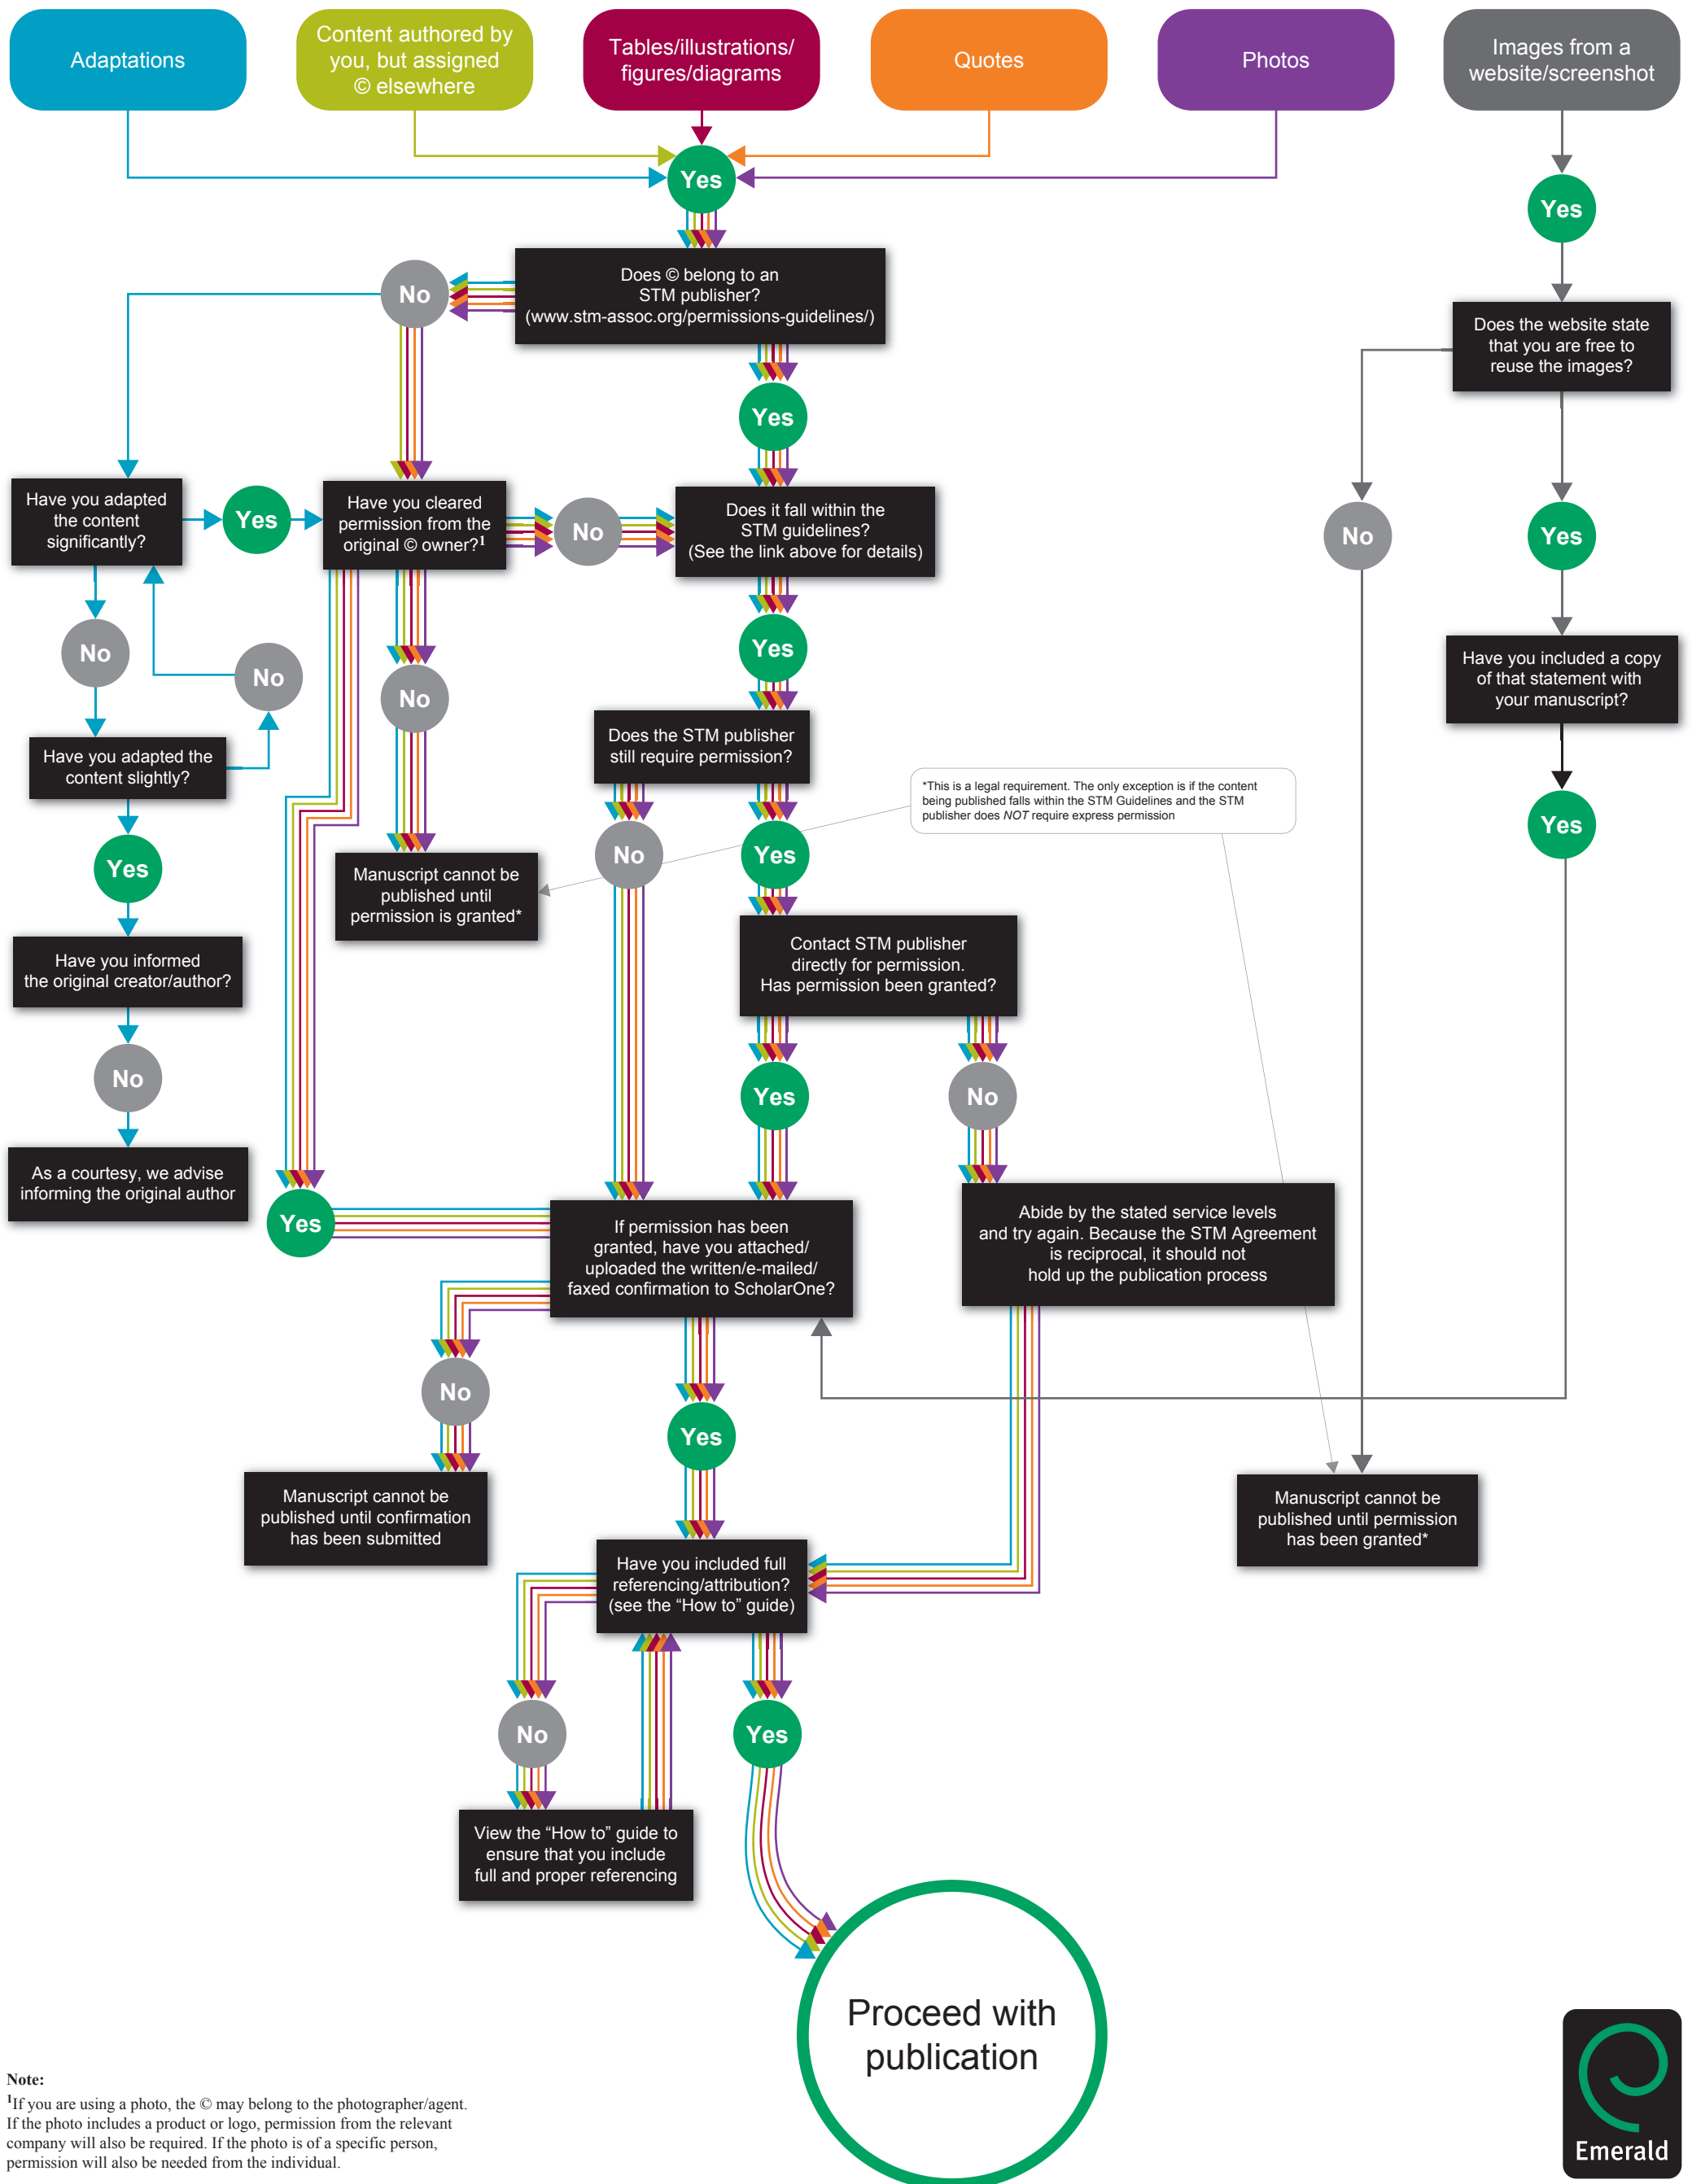 Adaptations
Content authored by
you, but assigned
© elsewhere
Tables/illustrations/
figures/diagrams
Quotes
Photos
Images from a
website/screenshot
Yes
Yes
Does © belong to an
STM publisher?
(www.stm-assoc.org/permissions-guidelines/)
No
Does the website state
that you are free to
reuse the images?
Yes
Have you adapted
the content
significantly?
Yes
Have you cleared
permission from the
original © owner?¹
No
Does it fall within the
STM guidelines?
(See the link above for details)
No
Yes
No
No
No
Yes
Have you included a copy
of that statement with
your manuscript?
Have you adapted the
content slightly?
Does the STM publisher
still require permission?
*This is a legal requirement. The only exception is if the content
being published falls within the STM Guidelines and the STM
publisher does NOT require express permission
Yes
Yes
No
Yes
Manuscript cannot be
published until
permission is granted*
Contact STM publisher
directly for permission.
Has permission been granted?
Have you informed
the original creator/author?
No
Yes
No
As a courtesy, we advise
informing the original author
Yes
If permission has been
granted, have you attached/
uploaded the written/e-mailed/
faxed confirmation to ScholarOne?
Abide by the stated service levels
and try again. Because the STM Agreement
is reciprocal, it should not
hold up the publication process
No
Yes
Manuscript cannot be
published until confirmation
has been submitted
Manuscript cannot be
published until permission
has been granted*
Have you included full
referencing/attribution?
(see the “How to” guide)
No
Yes
View the “How to” guide to
ensure that you include
full and proper referencing
Proceed with
publication
Note:
¹If you are using a photo, the © may belong to the photographer/agent.
If the photo includes a product or logo, permission from the relevant
company will also be required. If the photo is of a specific person,
permission will also be needed from the individual.
Emerald